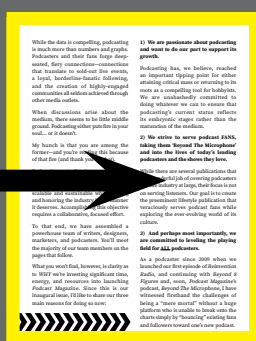 While the data is compelling, podcasting
is much more than numbers and graphs.
Podcasters and their fans forge deep-
seated, fiery connections—connections
that translate to sold-out live events,
a loyal, borderline-fanatic following,
and the creation of highly-engaged
communities all seldom achieved through
other media outlets.
When discussions arise about the
medium, there seems to be little middle
ground. Podcasting either puts fire in your
soul... or it doesn't.
My hunch is that you are among the
former—and you're reading this because
of that fire (and thank you
scalable and sustainable
and honoring the industry
it deserves. Accomplishing this objective
requires a collaborative, focused effort.
To that end, we have assembled a
powerhouse team of writers, designers,
marketers, and podcasters. You'll meet
the majority of our team members on the
pages that follow.
What you won't find, however, is clarity as
to WHY we're investing significant time,
energy, and resources into launching
Podcast Magazine. Since this is our
inaugural issue, I'd like to share our three
main reasons for doing so now:
1) We are passionate about podcasting
and want to do our part to support its
growth.
Podcasting has, we believe, reached
an important tipping point for either
attaining critical mass or returning to its
roots as a compelling tool for hobbyists.
We are unabashedly committed to
doing whatever we can to ensure that
podcasting's current status reflects
its embryonic stages rather than the
maturation of the medium.
2) We strive to serve podcast FANS,
taking them 'Beyond The Microphone'
and into the lives of today's leading
podcasters and the shows they love.
While there are several publications that
job of covering podcasters
industry at large, their focus is not
on serving listeners. Our goal is to create
the preeminent lifestyle publication that
voraciously serves podcast fans while
exploring the ever-evolving world of its
culture.
3) And perhaps most importantly, we
are committed to leveling the playing
field for ALL podcasters.
As a podcaster since 2009 when we
launched our first episode of Reinvention
Radio, and continuing with Beyond 8
Figures and, soon, Podcast Magazine's
podcast, Beyond The Microphone, I have
witnessed firsthand the challenges of
being a "mere mortal" without a huge
platform who is unable to break onto the
charts simply by "bouncing" existing fans
and followers toward one's new podcast.